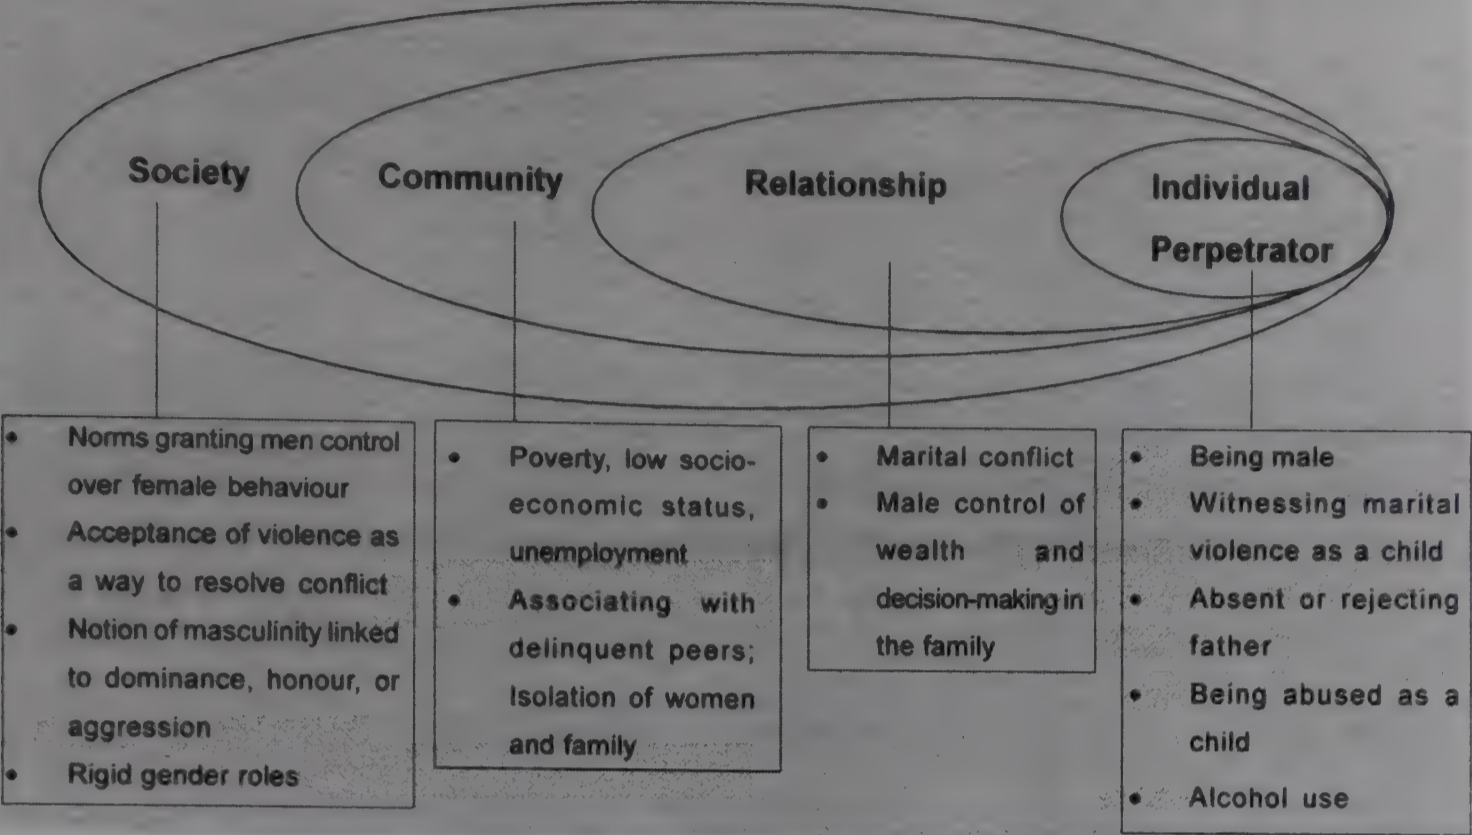 Society
Community
Relationship
Individual
Perpetrator
• Norms granting men control
over female behaviour
• Acceptance of violence as
a way to resolve conflict
• Notion of masculinity linked
to dominance, honour, or
aggression
• Rigid gender roles
• Poverty, low socio-
economic status,
unemployment
• Associating with
delinquent peers;
Isolation of women
and family
• Marital conflict
• Male control of
wealth and
decision-making in
the family
• Being male
• Witnessing marital
violence as a child
• Absent or rejecting
father
• Being abused as a
child
• Alcohol use